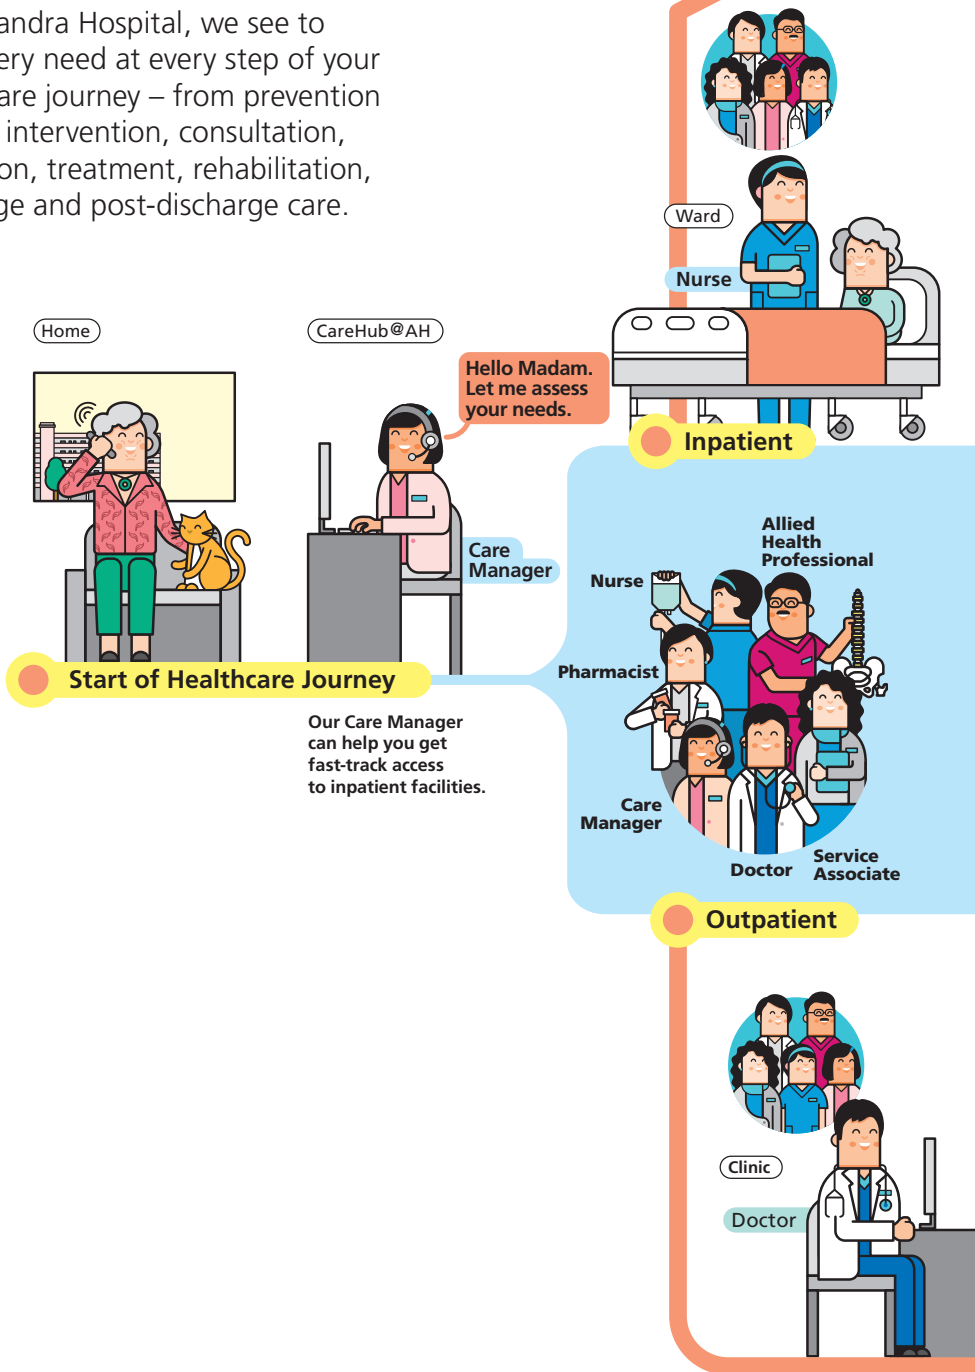 andra Hospital, we see to
ery need at every step of your
are journey – from prevention
intervention, consultation,
on, treatment, rehabilitation,
ge and post-discharge care.
Ward
Nurse
Home
CareHub@AH
Hello Madam.
Let me assess
your needs.
Inpatient
Care
Manager
Allied
Health
Professional
Nurse
Pharmacist
Start of Healthcare Journey
Our Care Manager
can help you get
fast-track access
to inpatient facilities.
Care
Manager
Doctor
Service
Associate
Outpatient
Clinic
Doctor